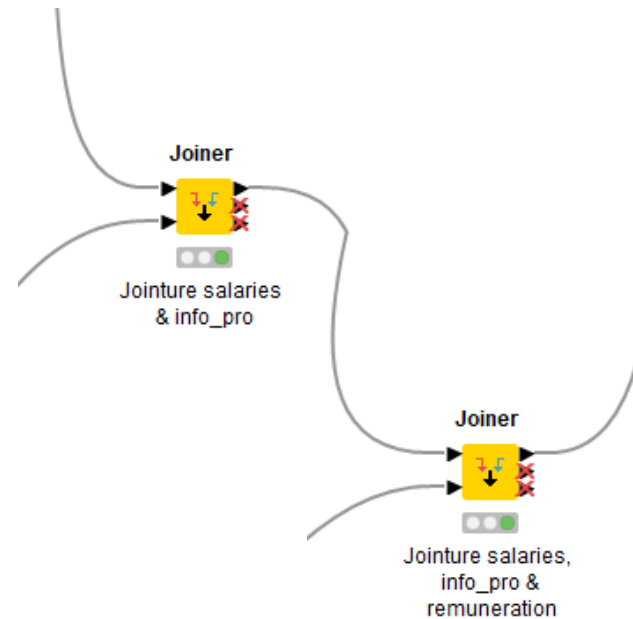 Joiner
Jointure salaries
& info_pro
Joiner
Jointure salaries,
info_pro &
remuneration